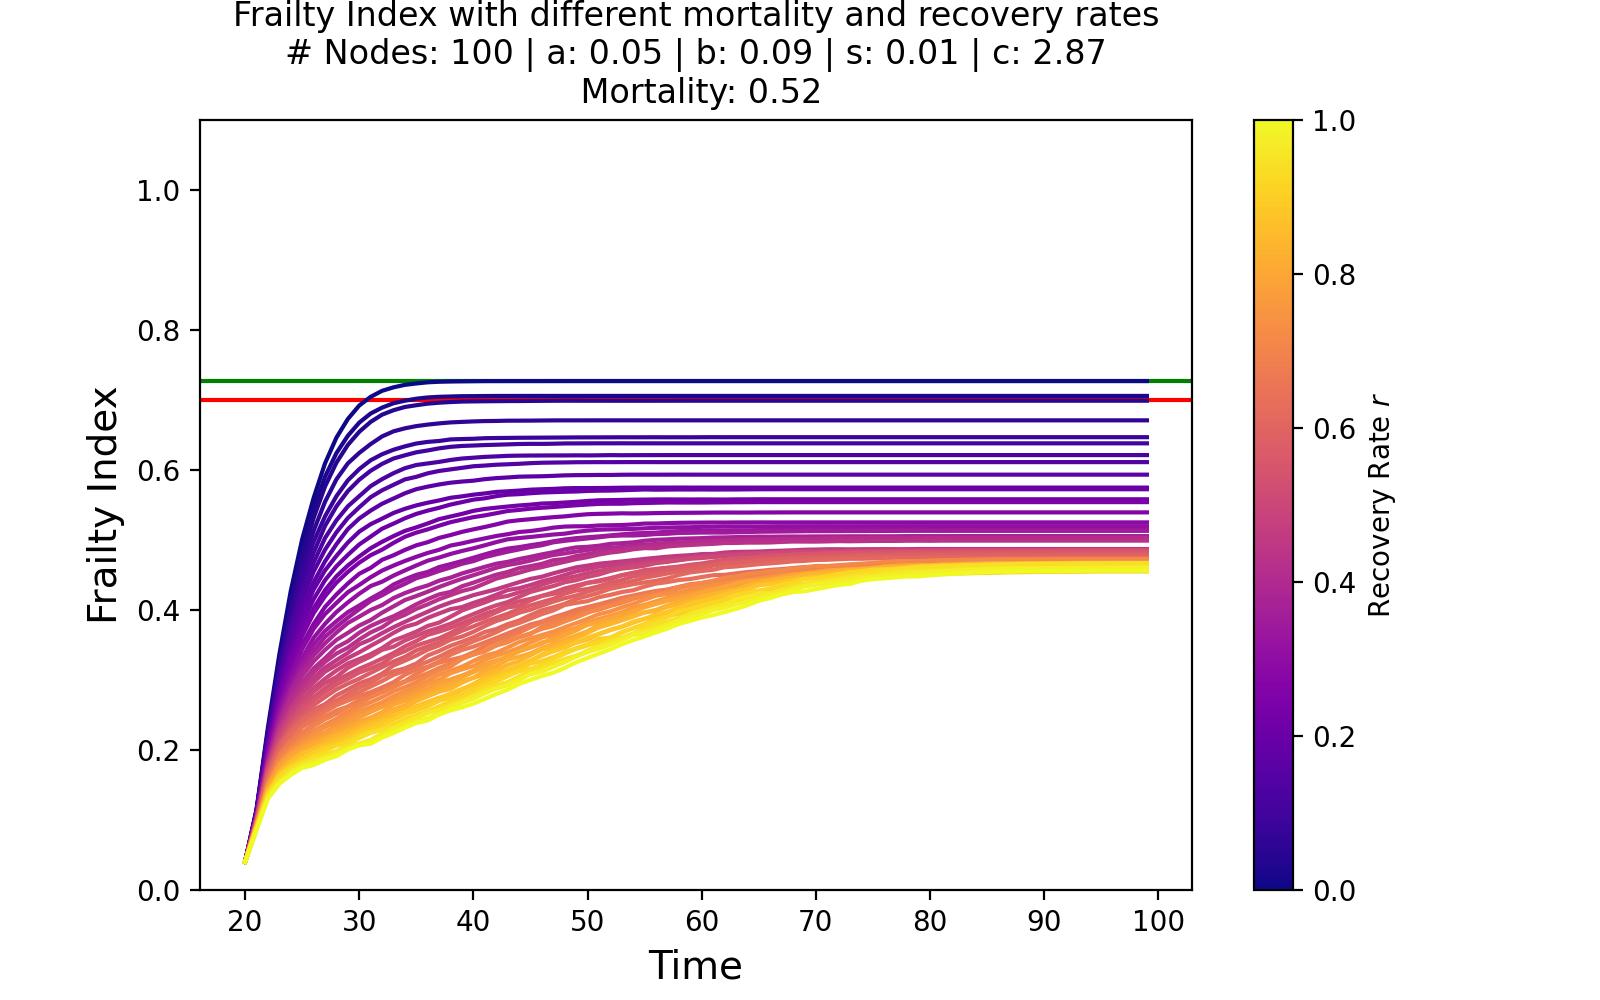 Frailty Index with different mortality and recovery rates
# Nodes: 100 | a: 0.05 | b: 0.09 | s: 0.01 | c: 2.87
Mortality: 0.52
1.0
0.8
0.6
0.4
0.2
0.0
Frailty Index
20 30 40 50 60 70 80 90 100
Time
1.0
0.8
0.6
0.4
0.2
0.0
Recovery Rate r